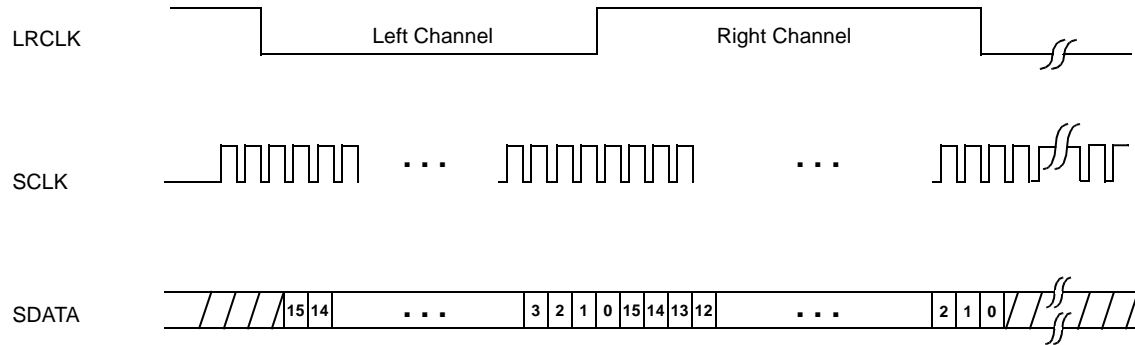 LRCLK Left Channel Right Channel
SCLK ... ...
SDATA 15 14 ... 3 2 1 0 15 14 13 12 ... 2 1 0